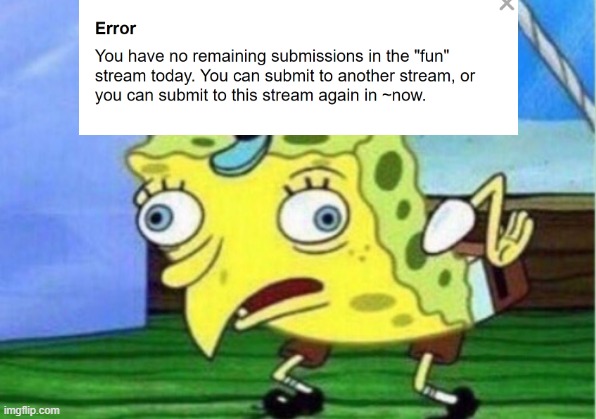 Error
You have no remaining submissions in the "fun"
stream today. You can submit to another stream, or
you can submit to this stream again in ~now.
imgflip.com